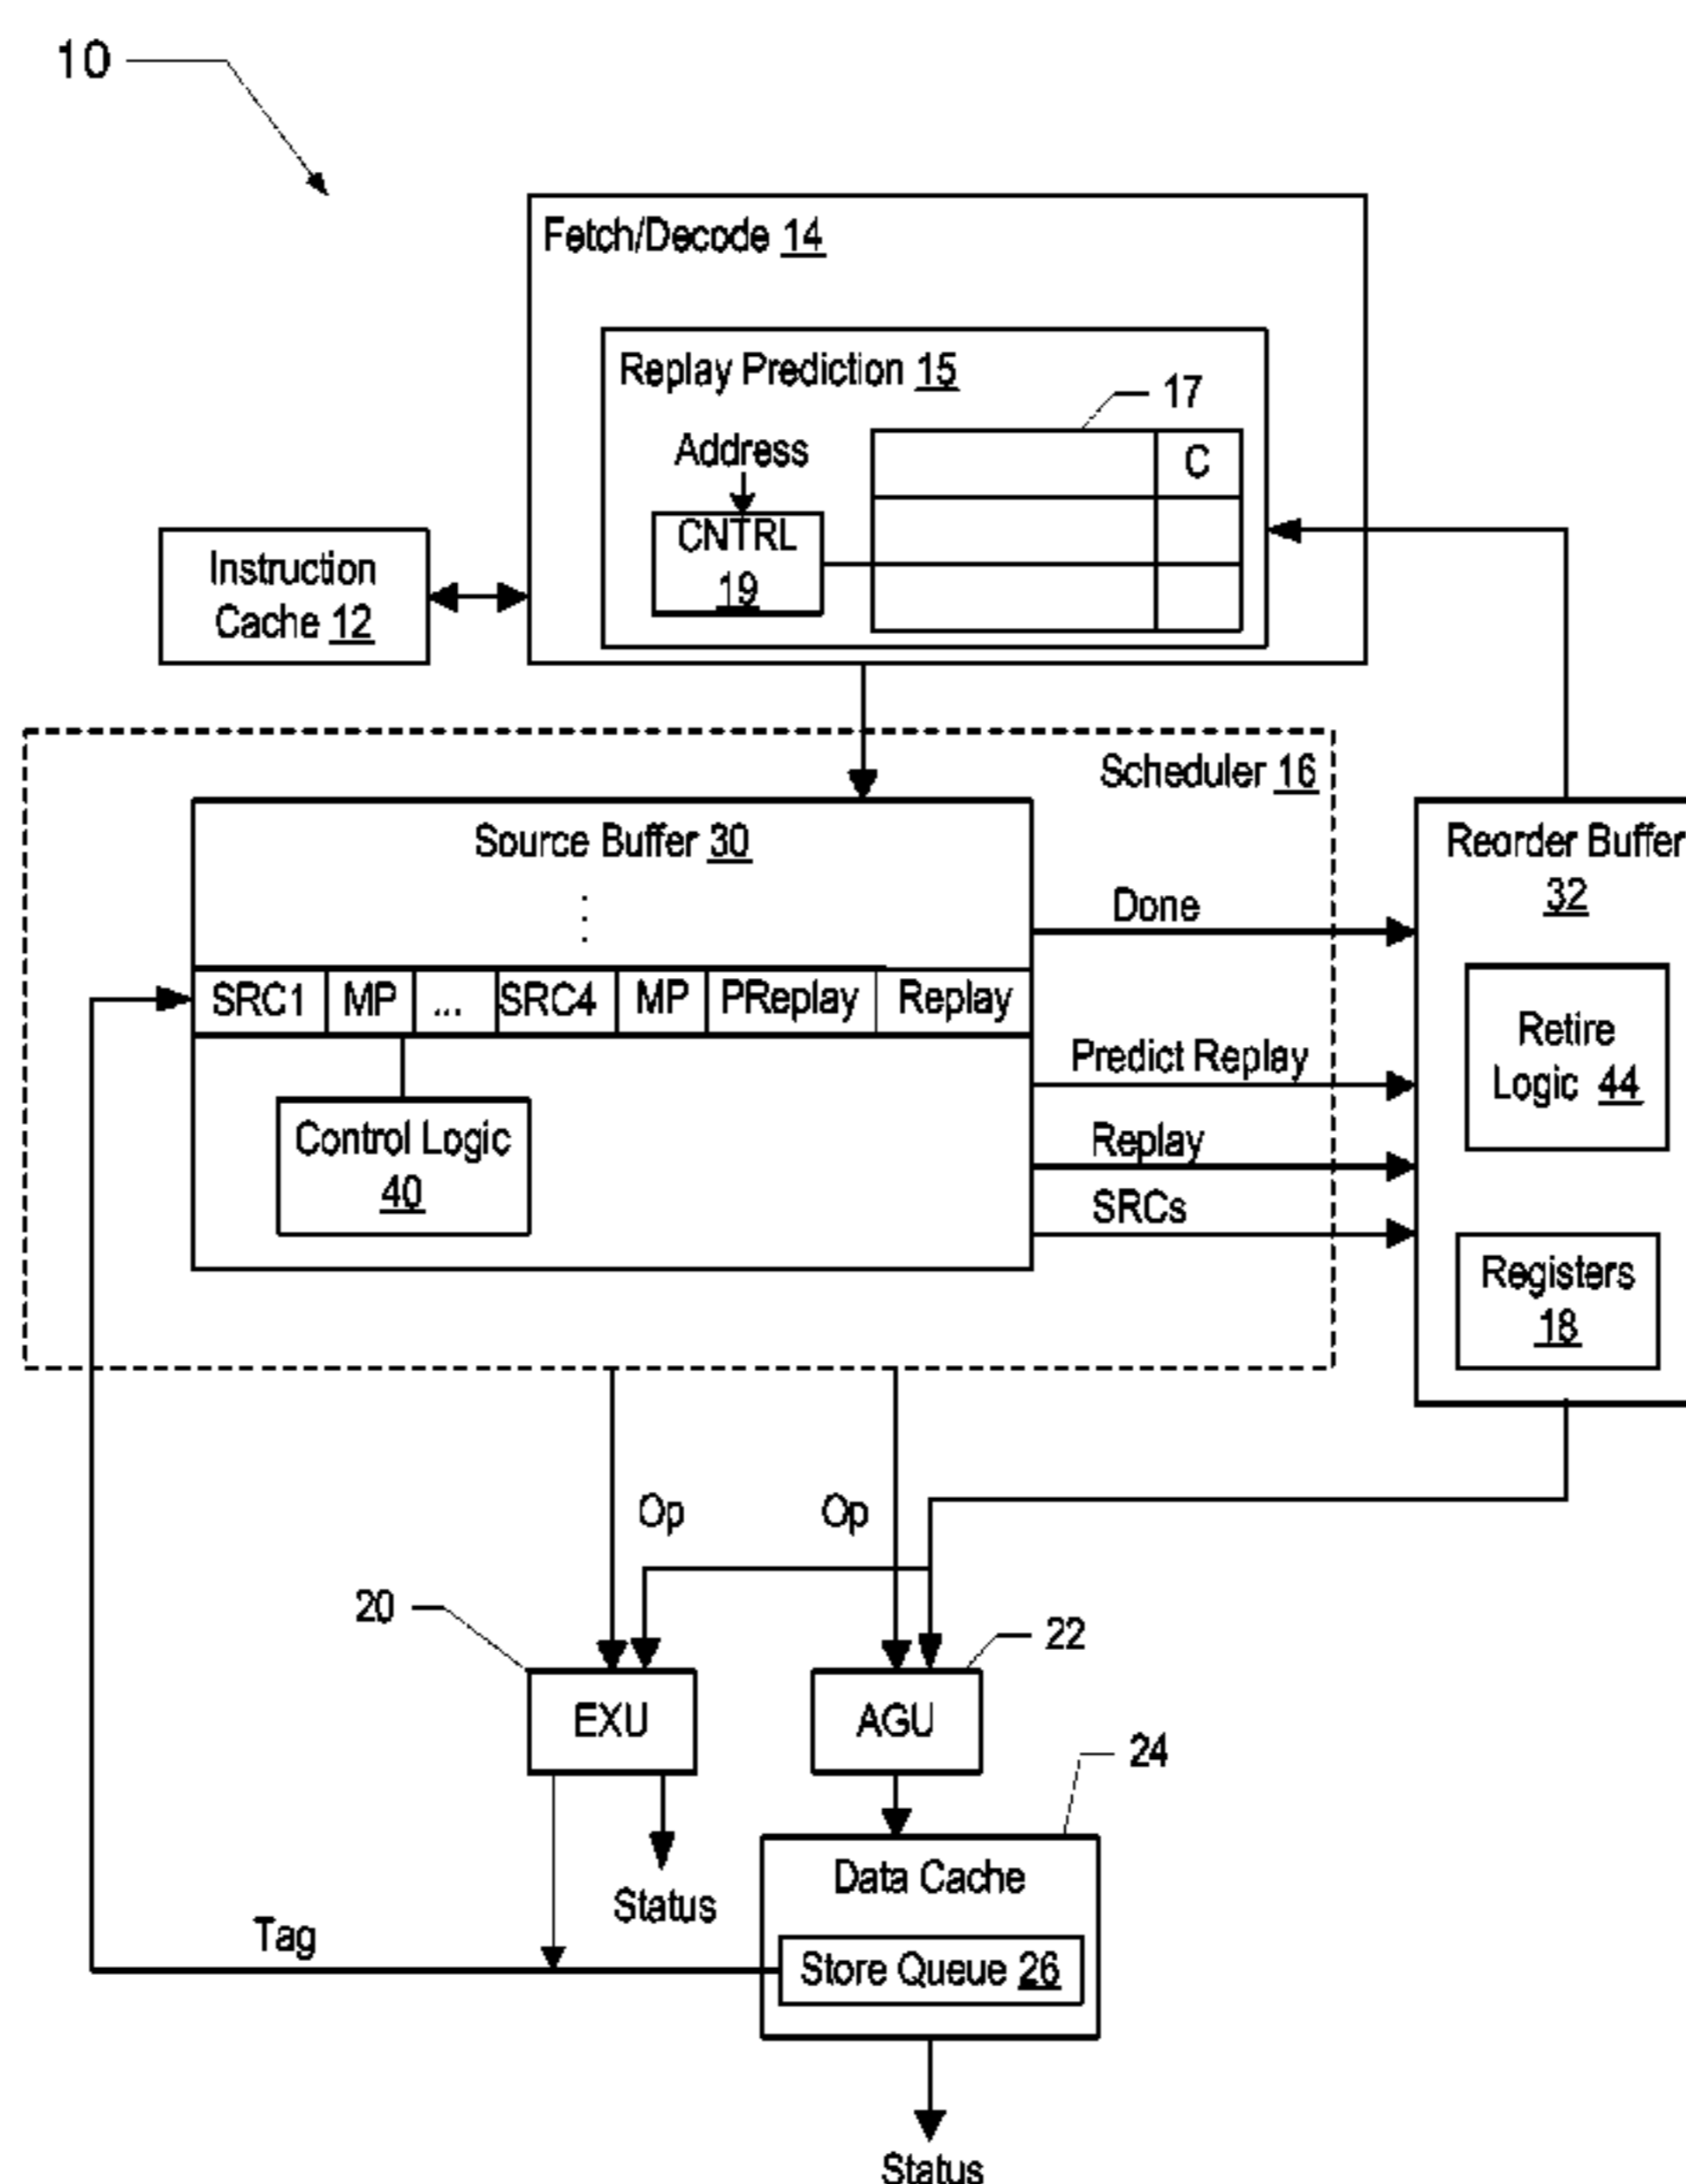 10
Fetch/Decode 14
Replay Prediction 15
17
Address
C
CNTRL
19
Instruction
Cache 12
Scheduler 16
Source Buffer 30
Reorder Buffer
32
Done
SRC1 MP ... SRC4 MP PReplay Replay
Retire
Logic 44
Predict Replay
Control Logic
40
Replay
SRCs
Registers
18
Op
Op
20
22
EXU
AGU
24
Data Cache
Status
Tag
Store Queue 26
Status